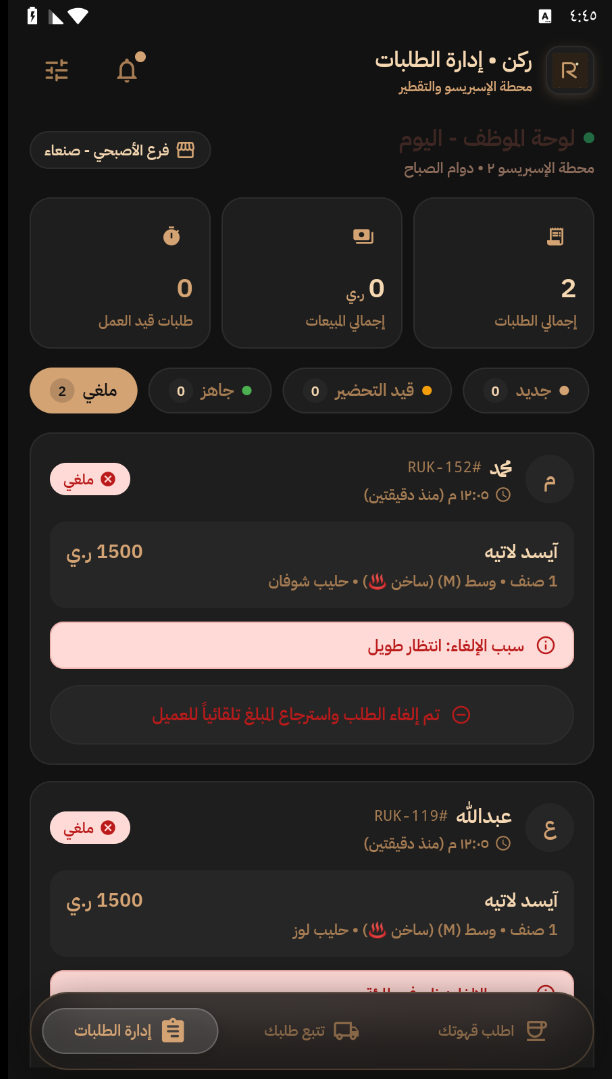 ٤:٤٥
A
ركن • إدارة الطلبات
محطة الإسبريسو والتقطير
R
لوحة الموظف - اليوم
محطة الإسبريسو ٢ • دوام الصباح
فرع الأصبحي - صنعاء
2
إجمالي الطلبات
0 ر.ي
إجمالي المبيعات
0
طلبات قيد العمل
جديد 0
قيد التحضير 0
جاهز 0
ملغي 2
م
محمد #RUK-152
١٢:٠٥ م (منذ دقيقتين)
ملغي
آيسد لاتيه
1500 ر.ي
1 صنف • وسط (M) (ساخن ♨️) • حليب شوفان
سبب الإلغاء: انتظار طويل
تم إلغاء الطلب واسترجاع المبلغ تلقائياً للعميل
ع
عبدالله #RUK-119
١٢:٠٥ م (منذ دقيقتين)
ملغي
آيسد لاتيه
1500 ر.ي
1 صنف • وسط (M) (ساخن ♨️) • حليب لوز
اطلب قهوتك
تتبع طلبك
إدارة الطلبات